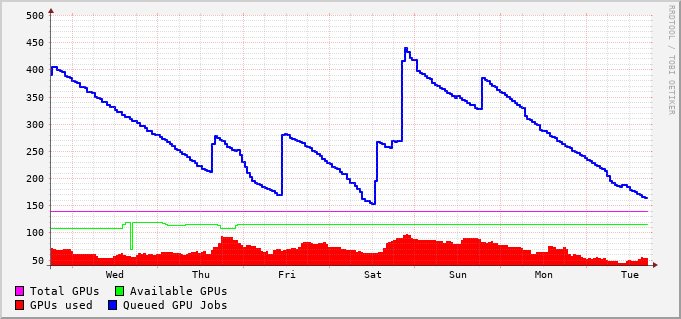 500
450
400
350
300
250
200
150
100
50
Wed Thu Fri Sat Sun Mon Tue
Total GPUs Available GPUs
GPUs used Queued GPU Jobs
RRDTOOL / TOBI OETIKER